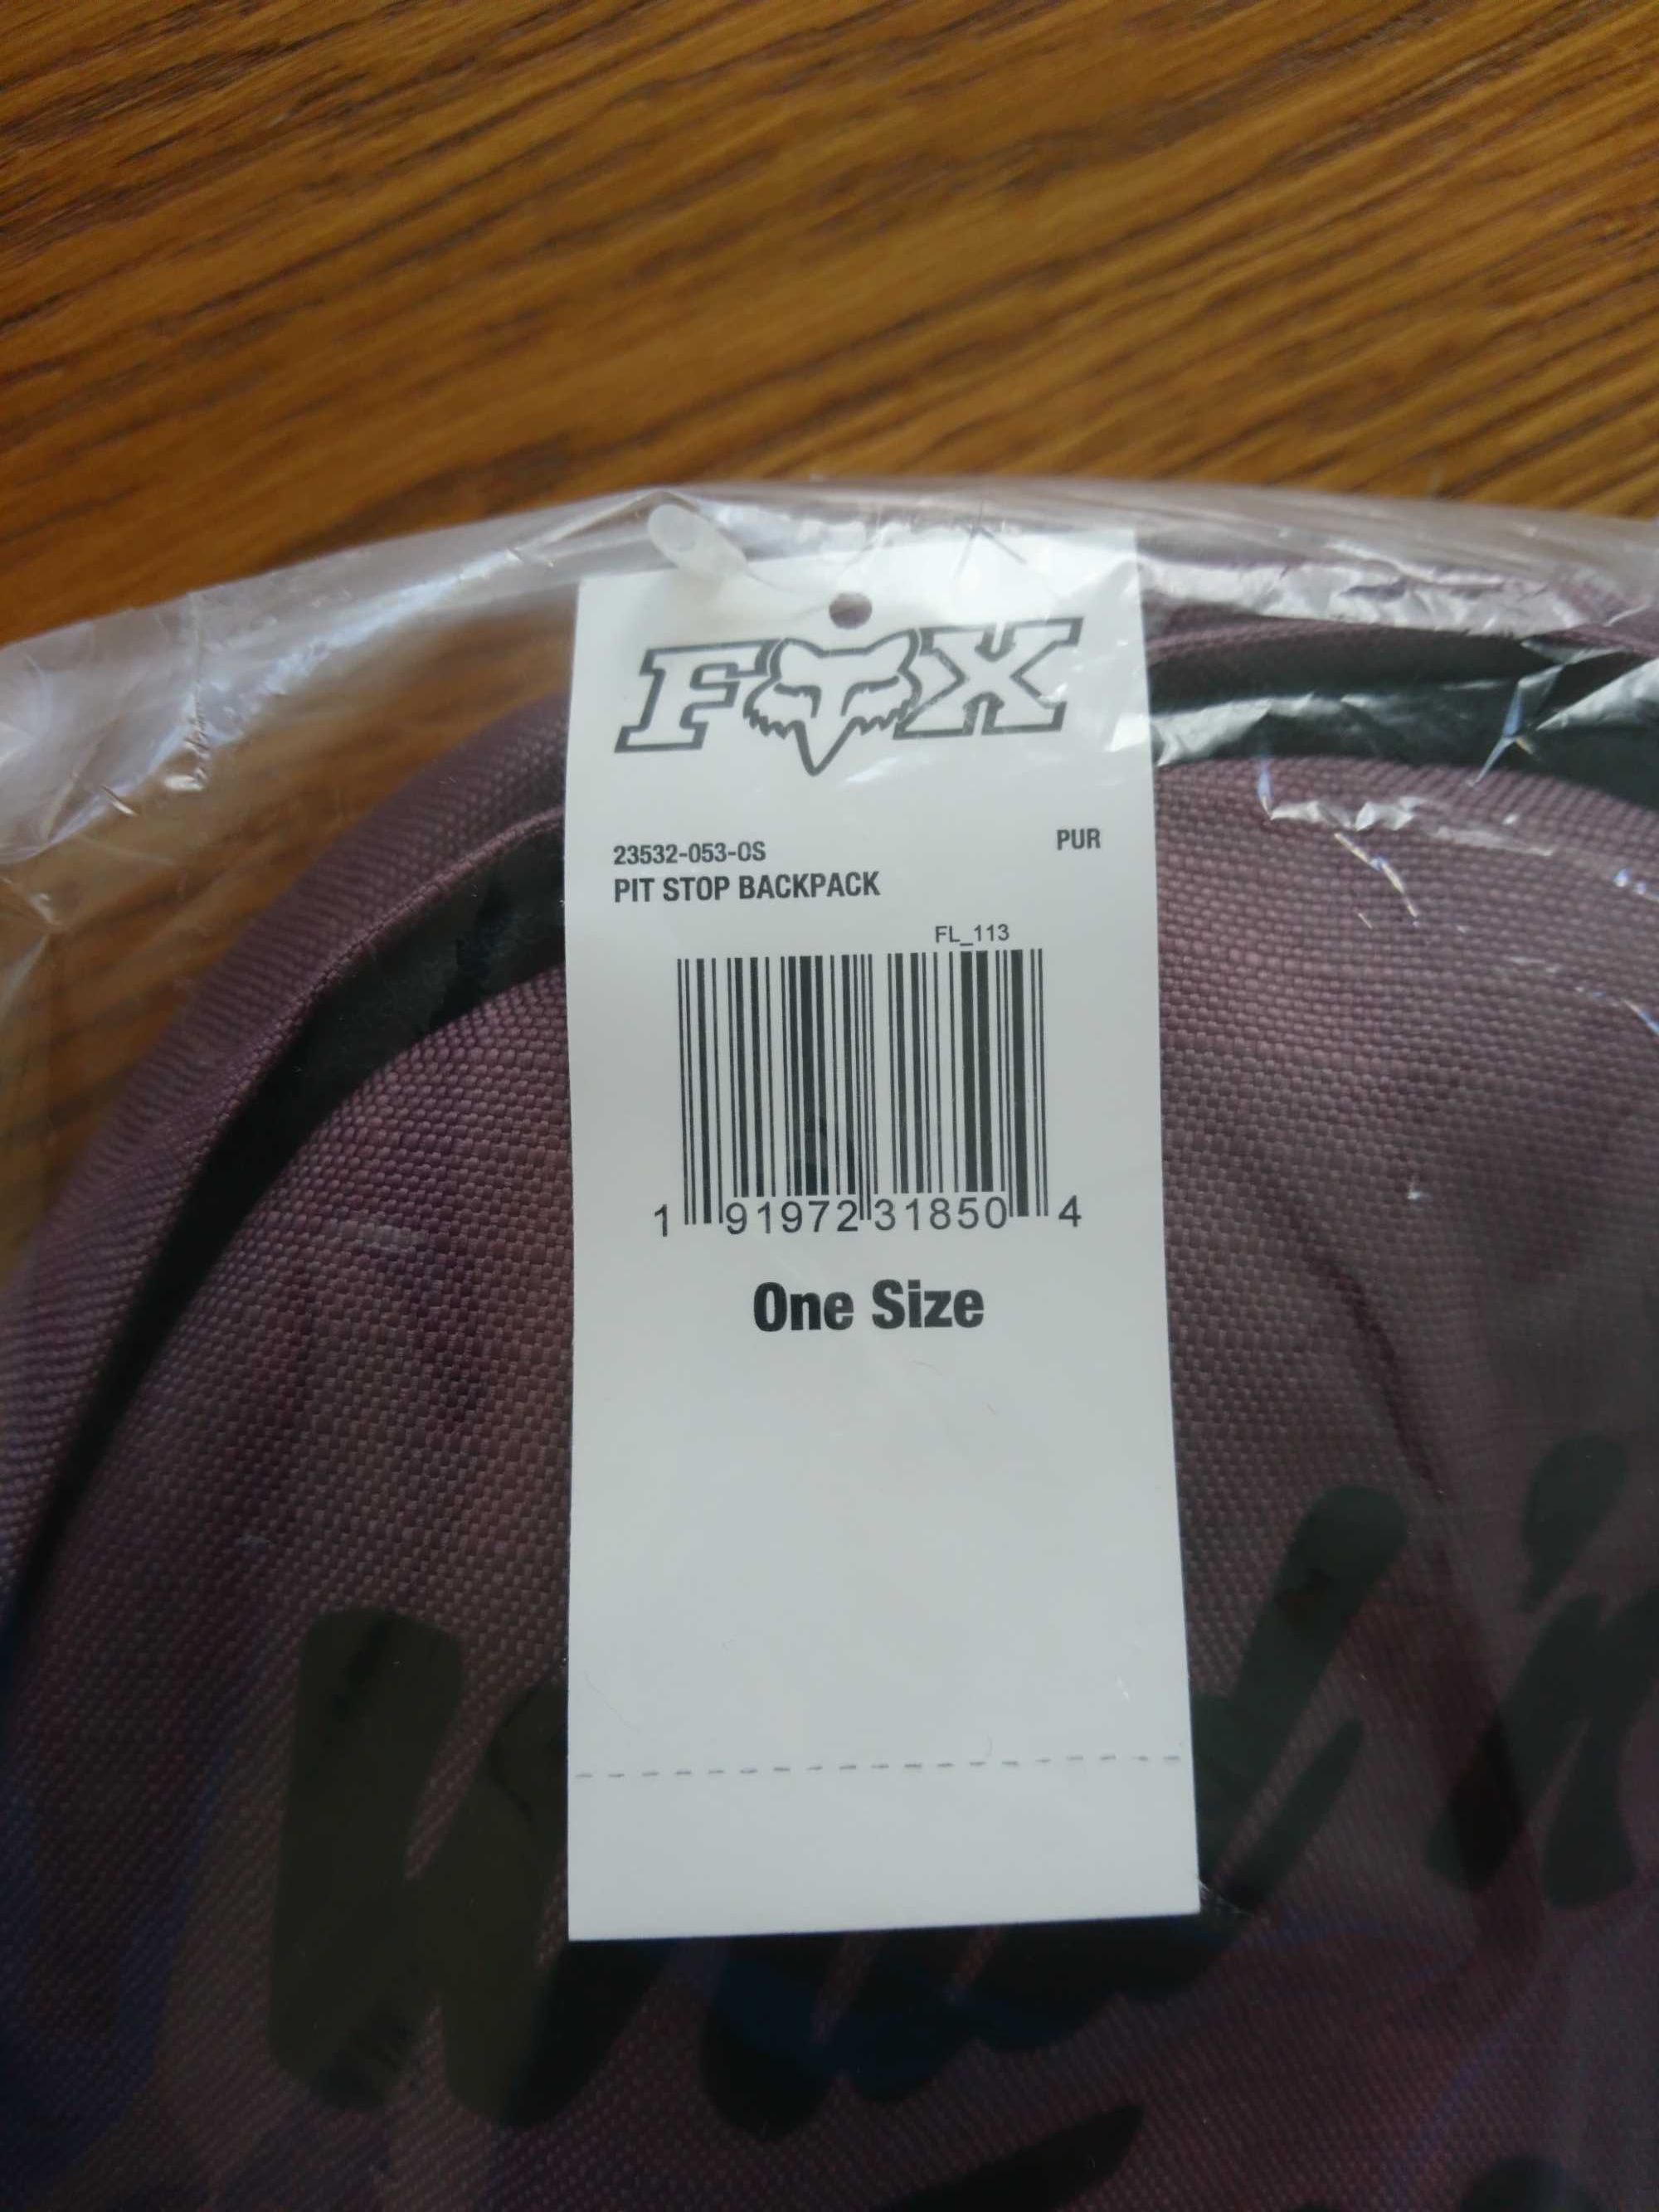 FOX
23532-053-OS PUR
PIT STOP BACKPACK
FL_113
1 91972 31850 4
One Size